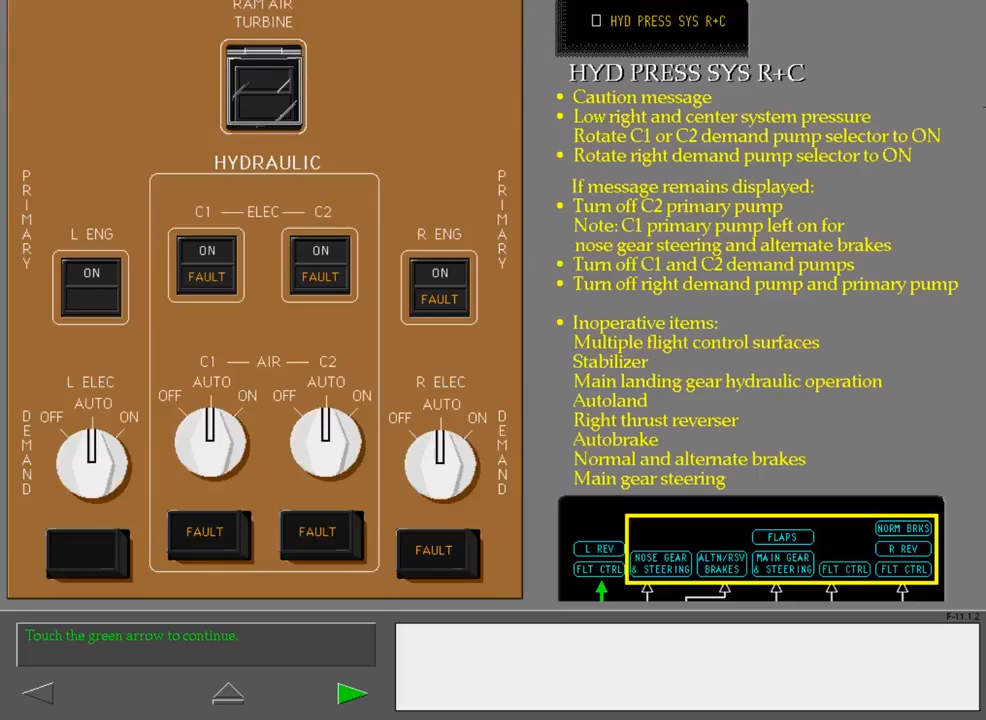 RAM AIR
TURBINE
HYDRAULIC
PRIMARY
PRIMARY
C1 — ELEC — C2
L ENG
R ENG
ON
ON
ON
ON
FAULT
FAULT
FAULT
C1 — AIR — C2
L ELEC
R ELEC
OFF AUTO ON
OFF AUTO ON
OFF AUTO ON
OFF AUTO ON
DEMAND
DEMAND
FAULT
FAULT
FAULT
HYD PRESS SYS R+C
HYD PRESS SYS R+C
• Caution message
• Low right and center system pressure
Rotate C1 or C2 demand pump selector to ON
• Rotate right demand pump selector to ON
If message remains displayed:
• Turn off C2 primary pump
Note: C1 primary pump left on for
nose gear steering and alternate brakes
• Turn off C1 and C2 demand pumps
• Turn off right demand pump and primary pump
• Inoperative items:
Multiple flight control surfaces
Stabilizer
Main landing gear hydraulic operation
Autoland
Right thrust reverser
Autobrake
Normal and alternate brakes
Main gear steering
L REV
FLT CTRL
NOSE GEAR
& STEERING
ALTN/RSV
BRAKES
FLAPS
MAIN GEAR
& STEERING
FLT CTRL
NORM BRKS
R REV
FLT CTRL
F-11.1.2
Touch the green arrow to continue.